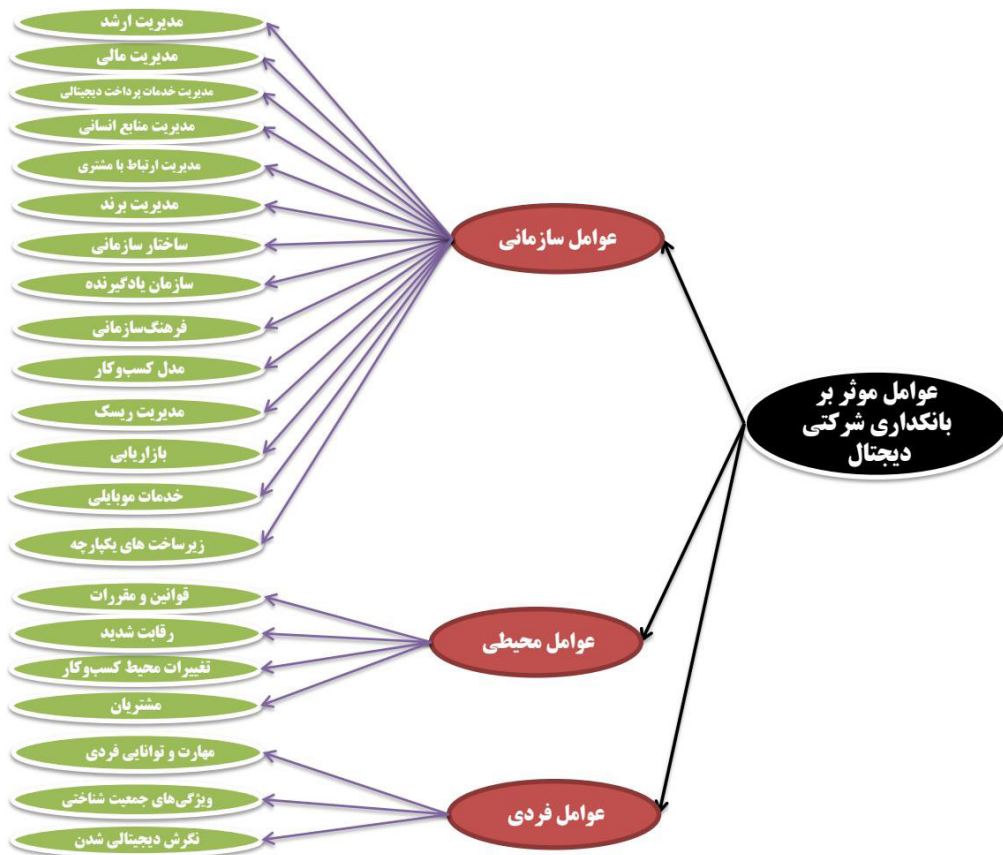 عوامل موثر بر
بانکداری شرکتی
دیجتال
عوامل سازمانی
مدیریت ارشد
مدیریت مالی
مدیریت خدمات پرداخت دیجیتالی
مدیریت منابع انسانی
مدیریت ارتباط با مشتری
مدیریت برند
ساختار سازمانی
سازمان یادگیرنده
فرهنگ‌سازمانی
مدل کسب‌وکار
مدیریت ریسک
بازاریابی
خدمات موبایلی
زیرساخت های یکپارچه
عوامل محیطی
قوانین و مقررات
رقابت شدید
تغییرات محیط کسب‌وکار
مشتریان
عوامل فردی
مهارت و توانایی فردی
ویژگی‌های جمعیت شناختی
نگرش دیجیتالی شدن